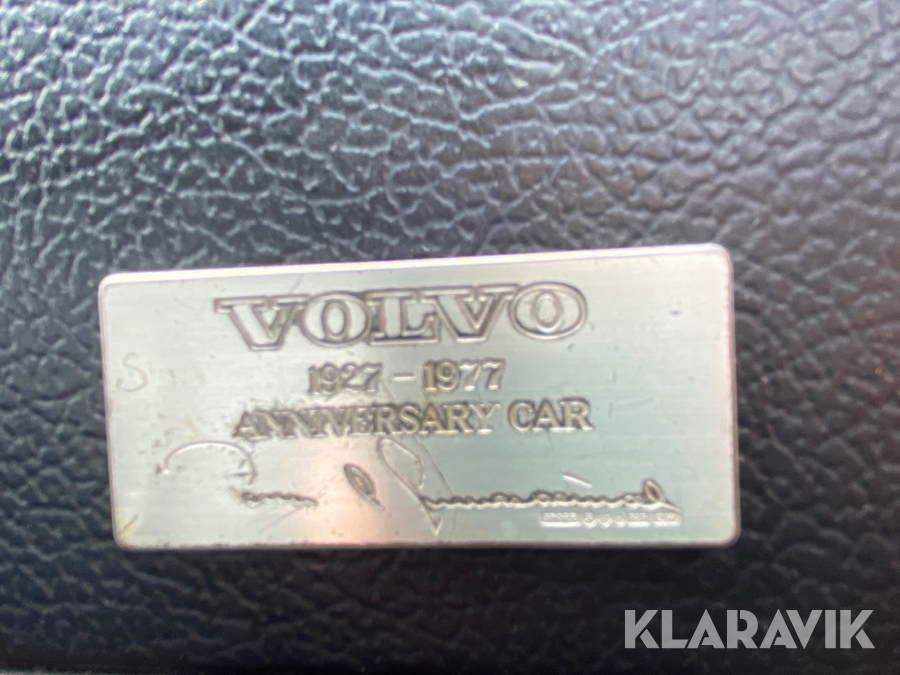 VOLVO
1927 - 1977
ANNIVERSARY CAR
KLARAVIK